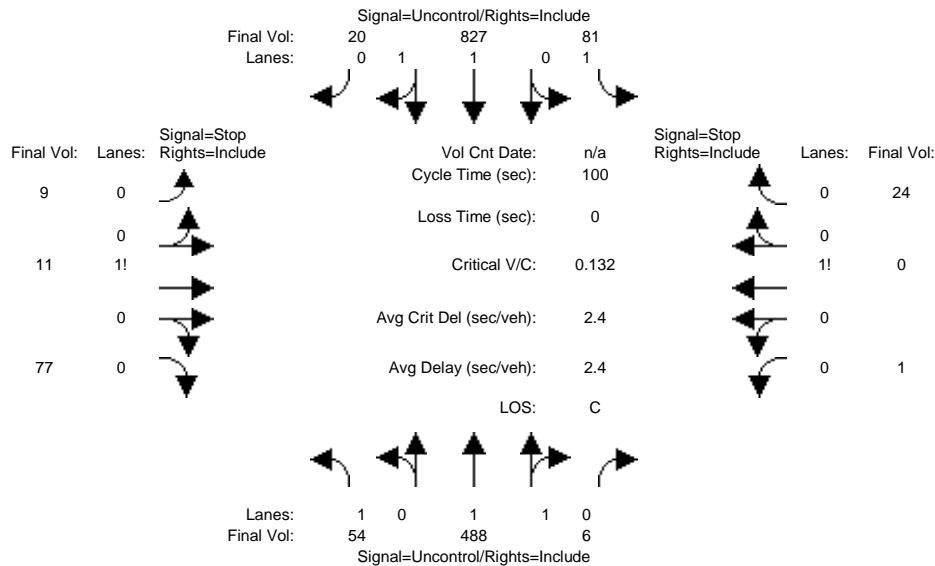 Signal=Uncontrol/Rights=Include
Final Vol: 20 827 81
Lanes: 0 1 1 0 1
Signal=Stop
Final Vol: Lanes: Rights=Include
Vol Cnt Date: n/a
Signal=Stop
Rights=Include Lanes: Final Vol:
Cycle Time (sec): 100
9 0
0 24
Loss Time (sec): 0
0
0
11 1!
Critical V/C: 0.132
1! 0
0
Avg Crit Del (sec/veh): 2.4
0
77 0
Avg Delay (sec/veh): 2.4
0 1
LOS: C
Lanes: 1 0 1 1 0
Final Vol: 54 488 6
Signal=Uncontrol/Rights=Include